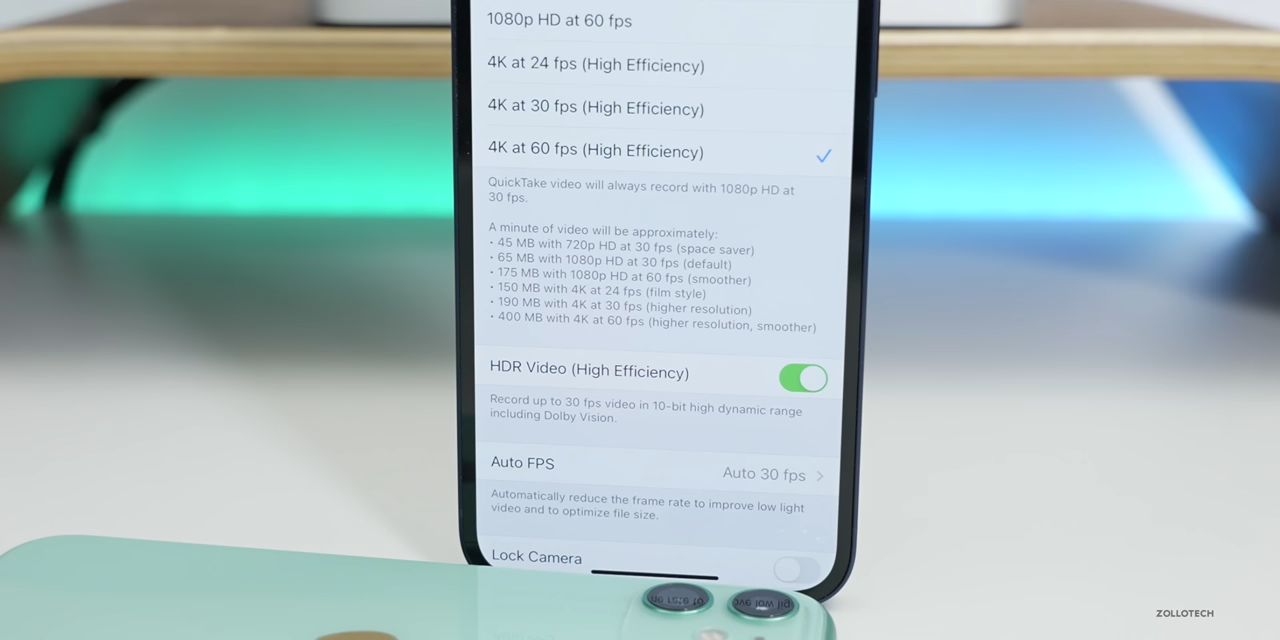 1080p HD at 60 fps
4K at 24 fps (High Efficiency)
4K at 30 fps (High Efficiency)
4K at 60 fps (High Efficiency)
QuickTake video will always record with 1080p HD at
30 fps.
A minute of video will be approximately:
• 45 MB with 720p HD at 30 fps (space saver)
• 65 MB with 1080p HD at 30 fps (default)
• 175 MB with 1080p HD at 60 fps (smoother)
• 150 MB with 4K at 24 fps (film style)
• 190 MB with 4K at 30 fps (higher resolution)
• 400 MB with 4K at 60 fps (higher resolution, smoother)
HDR Video (High Efficiency)
Record up to 30 fps video in 10-bit high dynamic range
including Dolby Vision.
Auto FPS
Auto 30 fps
Automatically reduce the frame rate to improve low light
video and to optimize file size.
Lock Camera
ZOLLOTECH